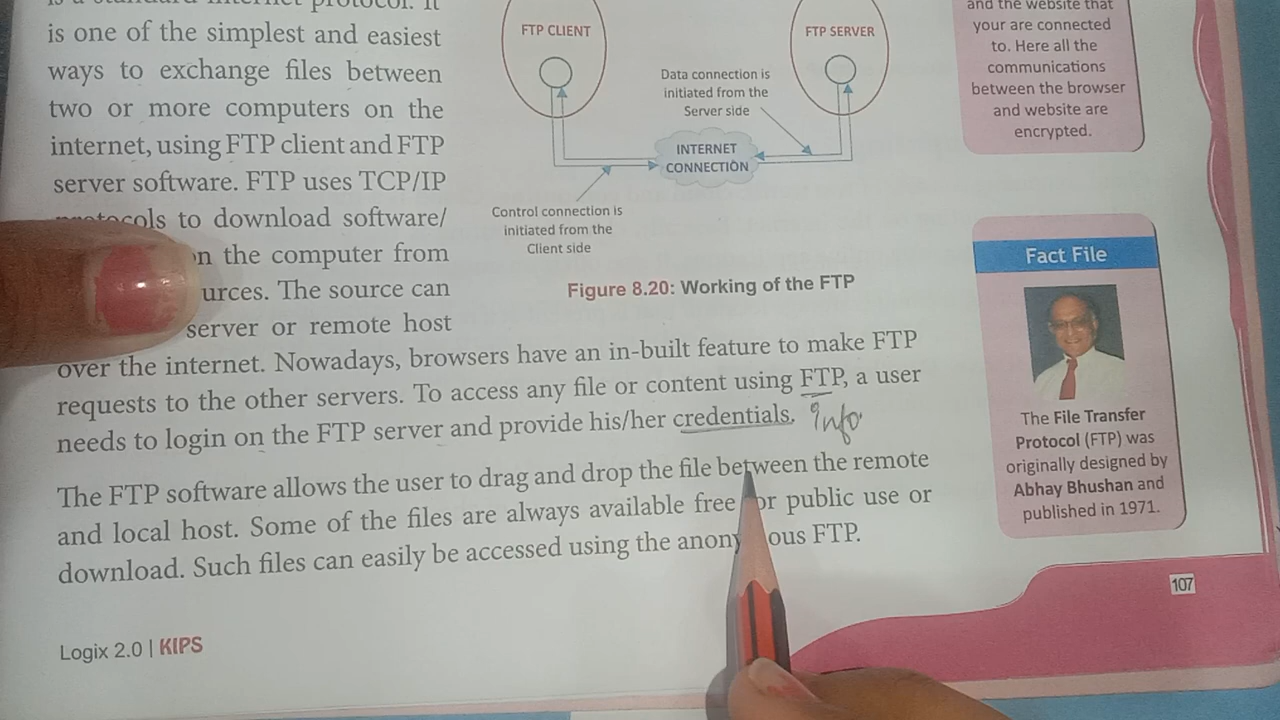 is a standard internet protocol. It
is one of the simplest and easiest
ways to exchange files between
two or more computers on the
internet, using FTP client and FTP
server software. FTP uses TCP/IP
protocols to download software/
the computer from
The source can
server or remote host
over the internet. Nowadays, browsers have an in-built feature to make FTP
requests to the other servers. To access any file or content using FTP, a user
needs to login on the FTP server and provide his/her credentials. info.
The FTP software allows the user to drag and drop the file between the remote
and local host. Some of the files are always available free for public use or
download. Such files can easily be accessed using the anonymous FTP.
FTP CLIENT
FTP SERVER
Data connection is
initiated from the
Server side
INTERNET
CONNECTION
Control connection is
initiated from the
Client side
Figure 8.20: Working of the FTP
and the website that
your are connected
to. Here all the
communications
between the browser
and website are
encrypted.
Fact File
The File Transfer
Protocol (FTP) was
originally designed by
Abhay Bhushan and
published in 1971.
107
Logix 2.0 | KIPS